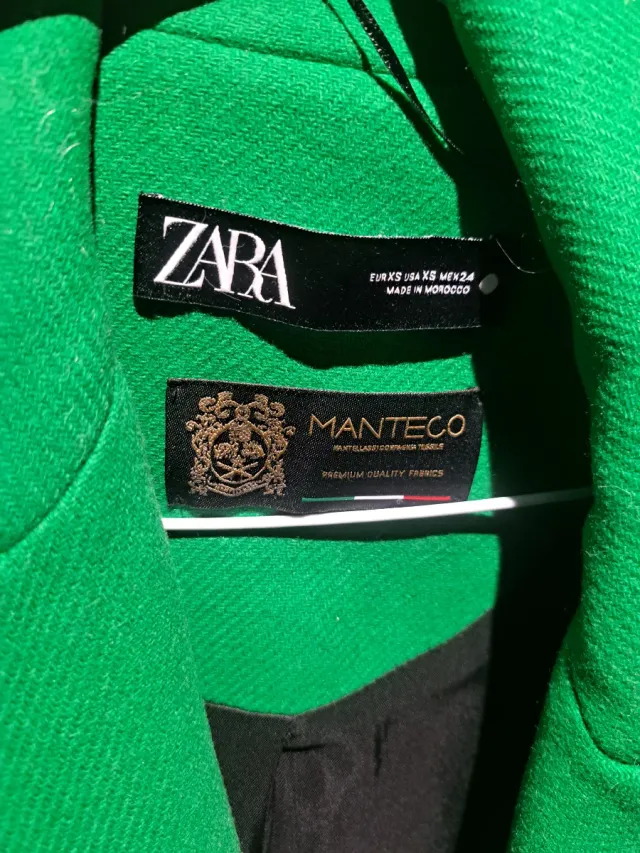 ZARA
EUR XS USA XS MEX 24
MADE IN MOROCCO
MANTECO
PREMIUM QUALITY FABRICS